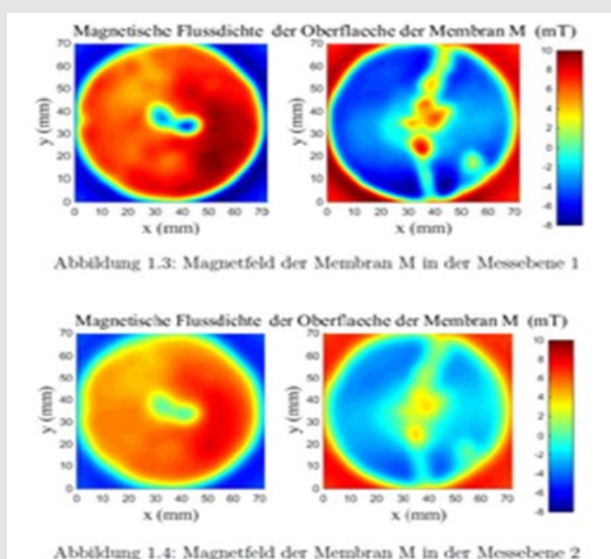 Magnetische Flussdichte der Oberflaeche der Membran M (mT)
70 60 50 40 30 20 10 0
y (mm)
0 10 20 30 40 50 60 70
x (mm)
70 60 50 40 30 20 10 0
y (mm)
0 10 20 30 40 50 60 70
x (mm)
10 8 6 4 2 0 -2 -4 -6 -8
Abbildung 1.3: Magnetfeld der Membran M in der Messebene 1
Magnetische Flussdichte der Oberflaeche der Membran M (mT)
70 60 50 40 30 20 10 0
y (mm)
0 10 20 30 40 50 60 70
x (mm)
70 60 50 40 30 20 10 0
y (mm)
0 10 20 30 40 50 60 70
x (mm)
10 8 6 4 2 0 -2 -4 -6 -8
Abbildung 1.4: Magnetfeld der Membran M in der Messebene 2